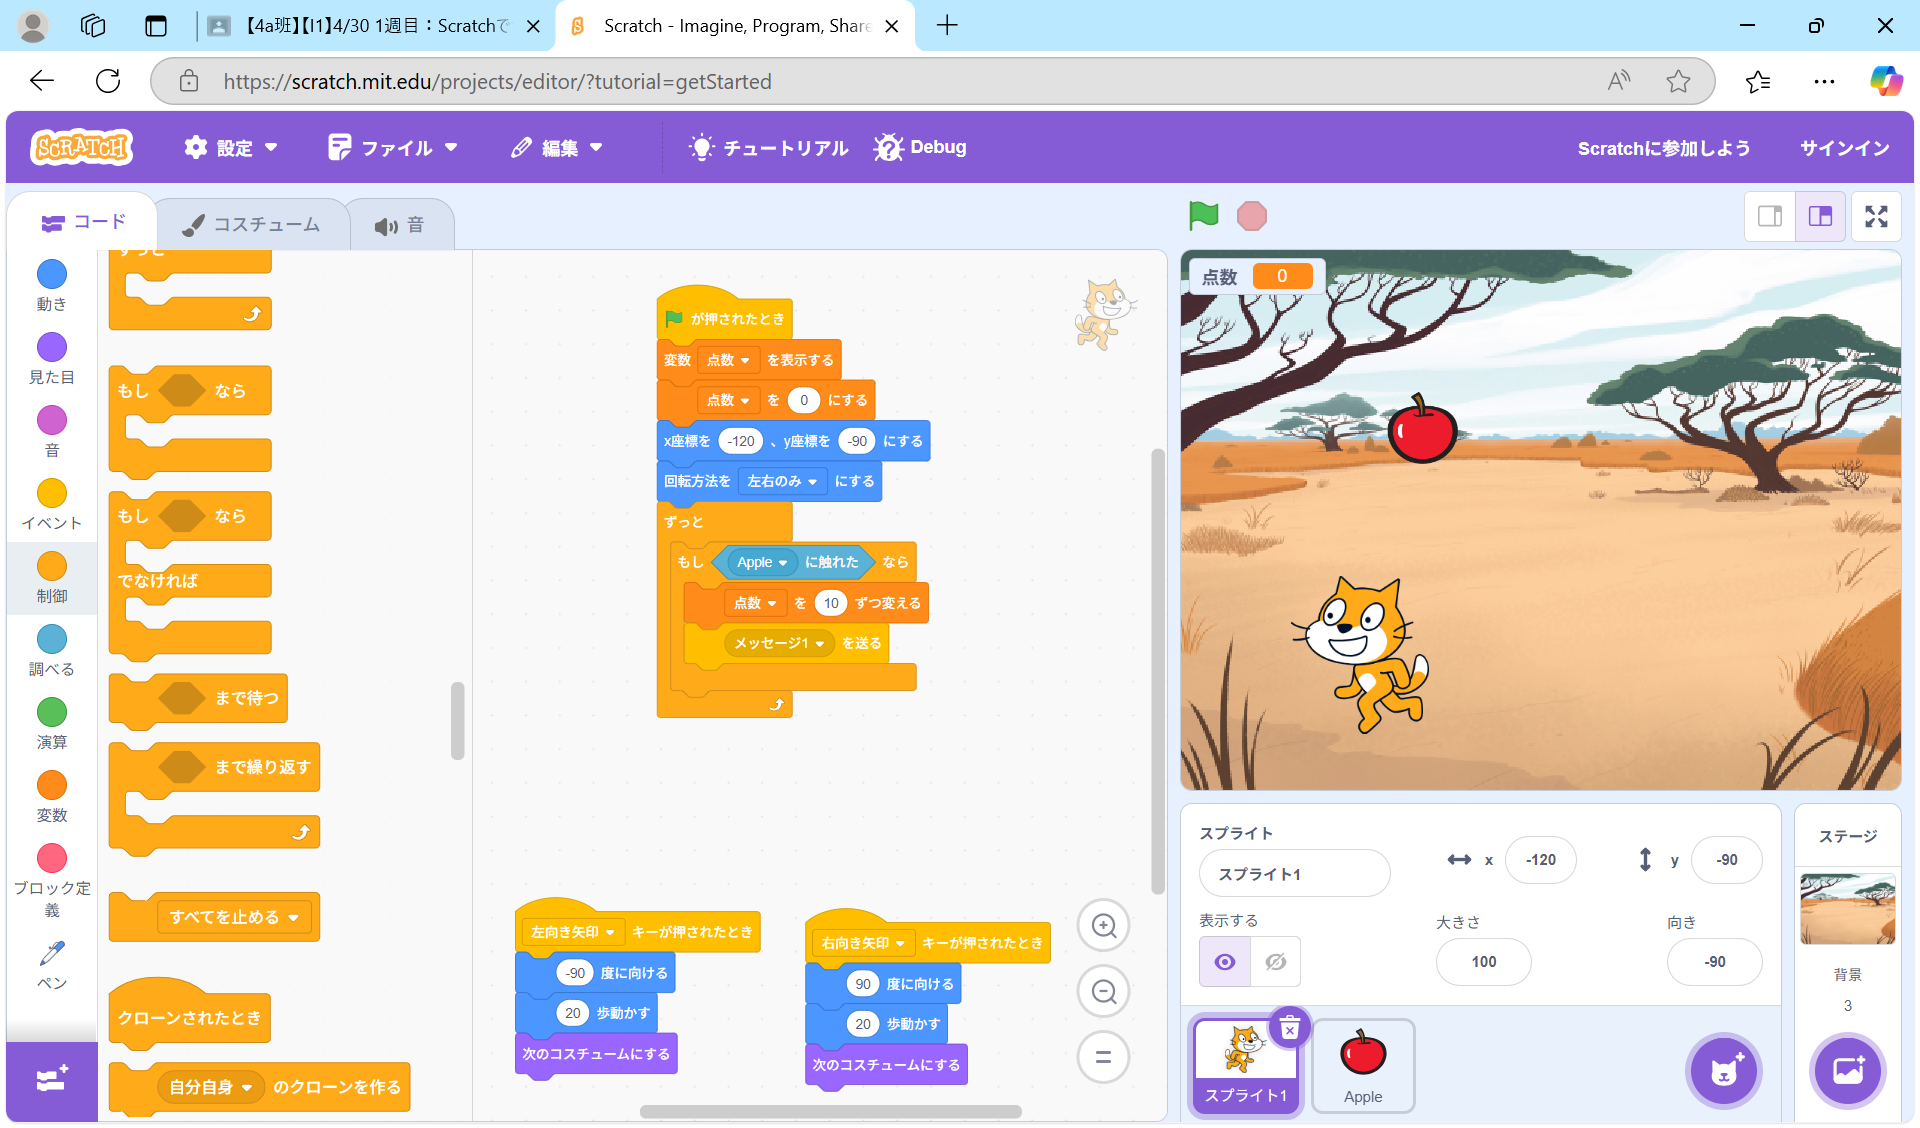 【4a班】【I1】4/30 1週目：Scratchで
Scratch - Imagine, Program, Share
https://scratch.mit.edu/projects/editor/?tutorial=getStarted
SCRATCH
設定
ファイル
編集
チュートリアル
Debug
Scratchに参加しよう
サインイン
コード
コスチューム
音
動き
見た目
音
イベント
制御
調べる
演算
変数
ブロック定義
ペン
ずっと
もし なら
もし なら
でなければ
まで待つ
まで繰り返す
すべてを止める
クローンされたとき
自分自身 のクローンを作る
が押されたとき
変数 点数 を表示する
点数 を 0 にする
x座標を -120 、y座標を -90 にする
回転方法を 左右のみ にする
ずっと
もし Apple に触れた なら
点数 を 10 ずつ変える
メッセージ1 を送る
左向き矢印 キーが押されたとき
-90 度に向ける
20 歩動かす
次のコスチュームにする
右向き矢印 キーが押されたとき
90 度に向ける
20 歩動かす
次のコスチュームにする
点数 0
スプライト
スプライト1
x -120
y -90
表示する
大きさ
100
向き
-90
スプライト1
Apple
ステージ
背景
3